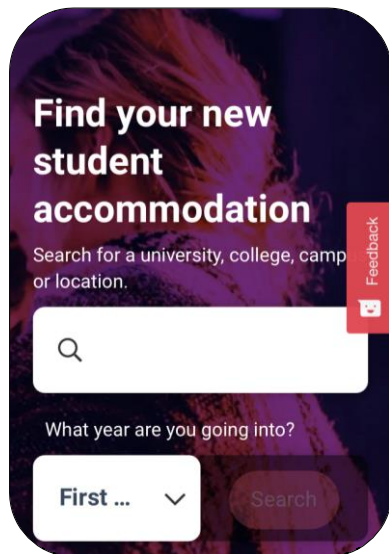 Find your new
student
accommodation
Search for a university, college, camp
or location.
Feedback
What year are you going into?
First ...
Search